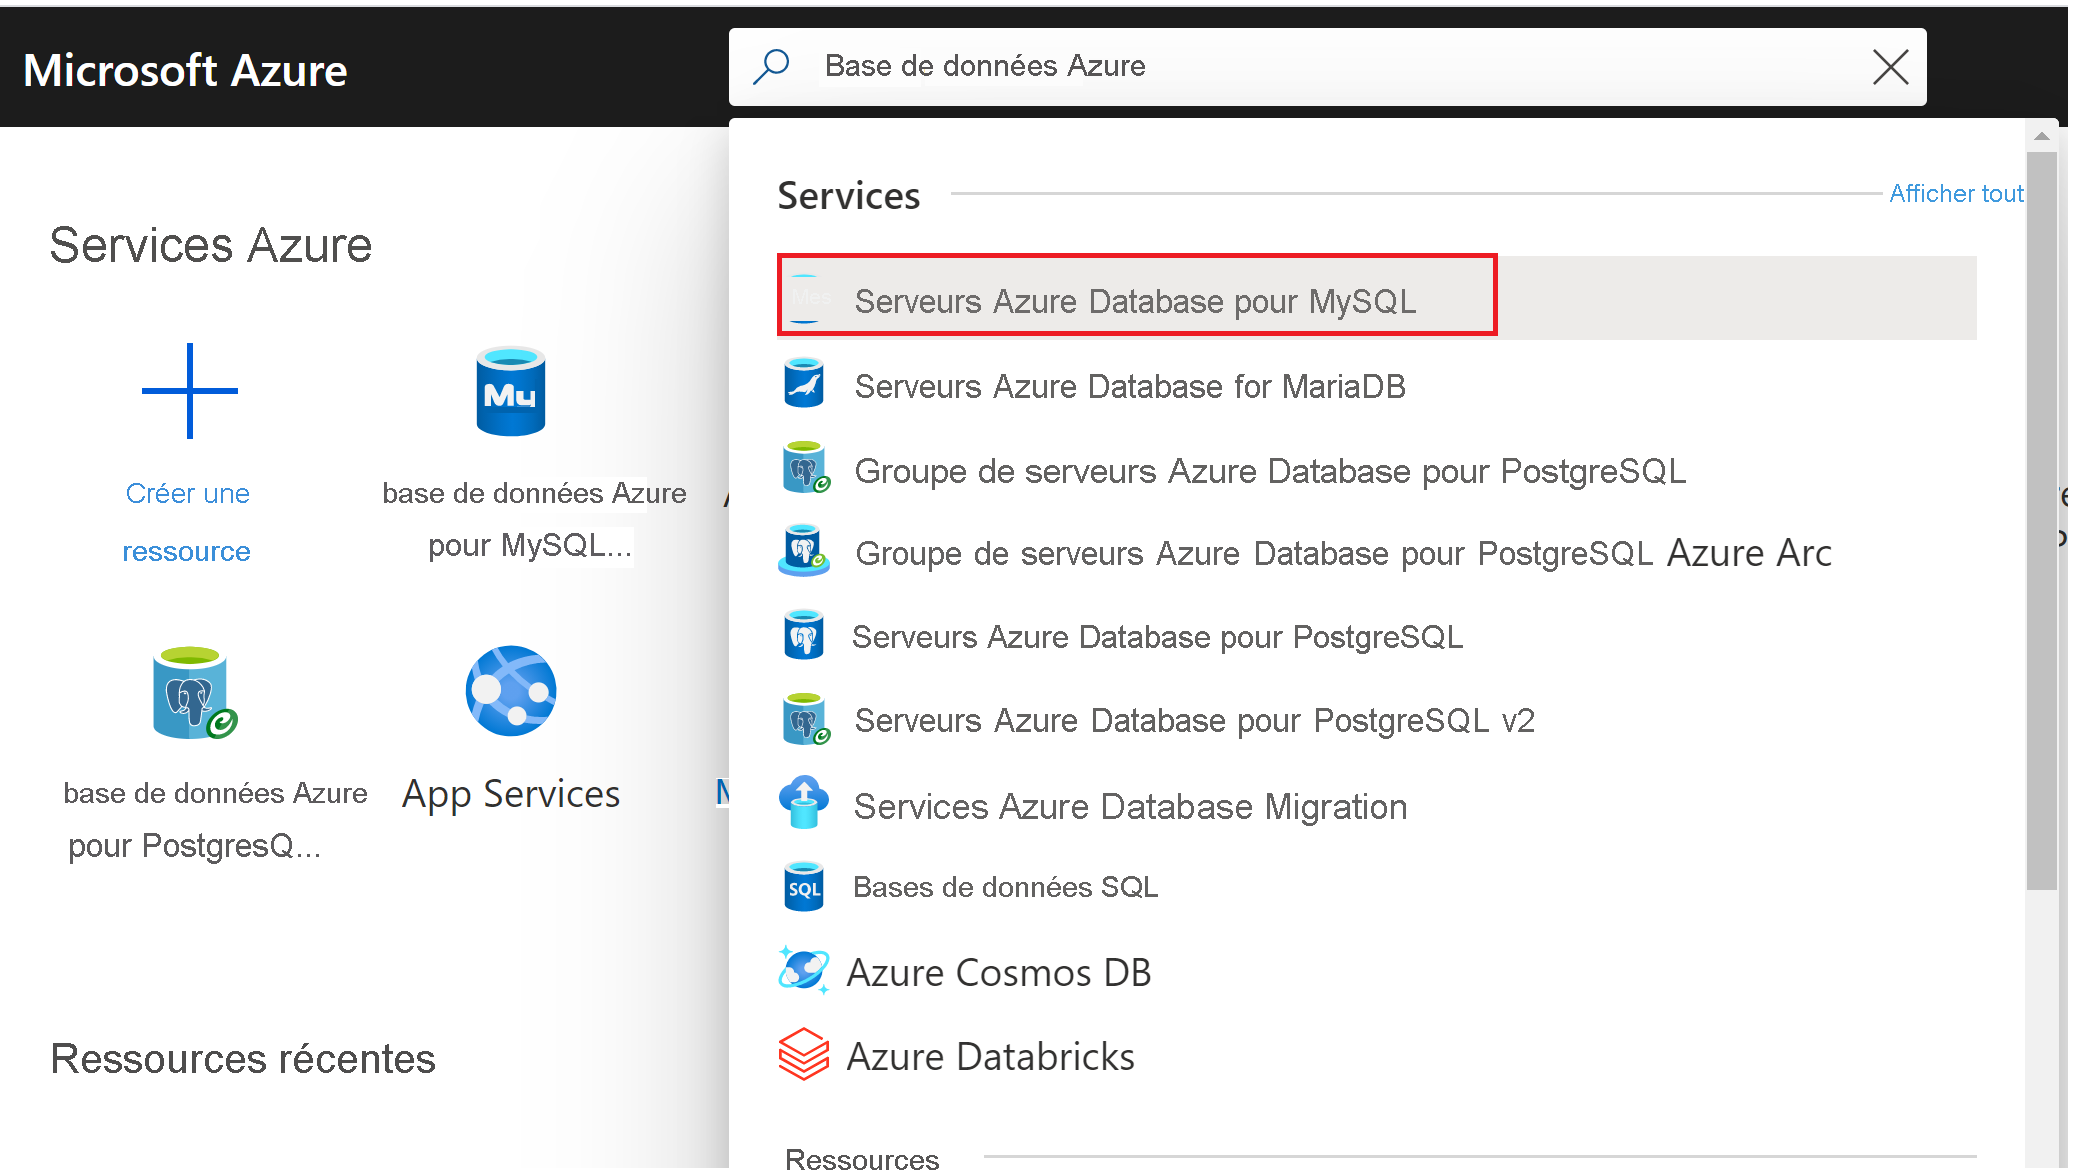 Microsoft Azure
Base de données Azure
Services
Afficher tout
Serveurs Azure Database pour MySQL
Serveurs Azure Database for MariaDB
Groupe de serveurs Azure Database pour PostgreSQL
Groupe de serveurs Azure Database pour PostgreSQL Azure Arc
Serveurs Azure Database pour PostgreSQL
Serveurs Azure Database pour PostgreSQL v2
Services Azure Database Migration
SQL
Bases de données SQL
Azure Cosmos DB
Azure Databricks
Ressources
Services Azure
Créer une
ressource
My
base de données Azure
pour MySQL...
base de données Azure
pour PostgresQ...
App Services
Ressources récentes